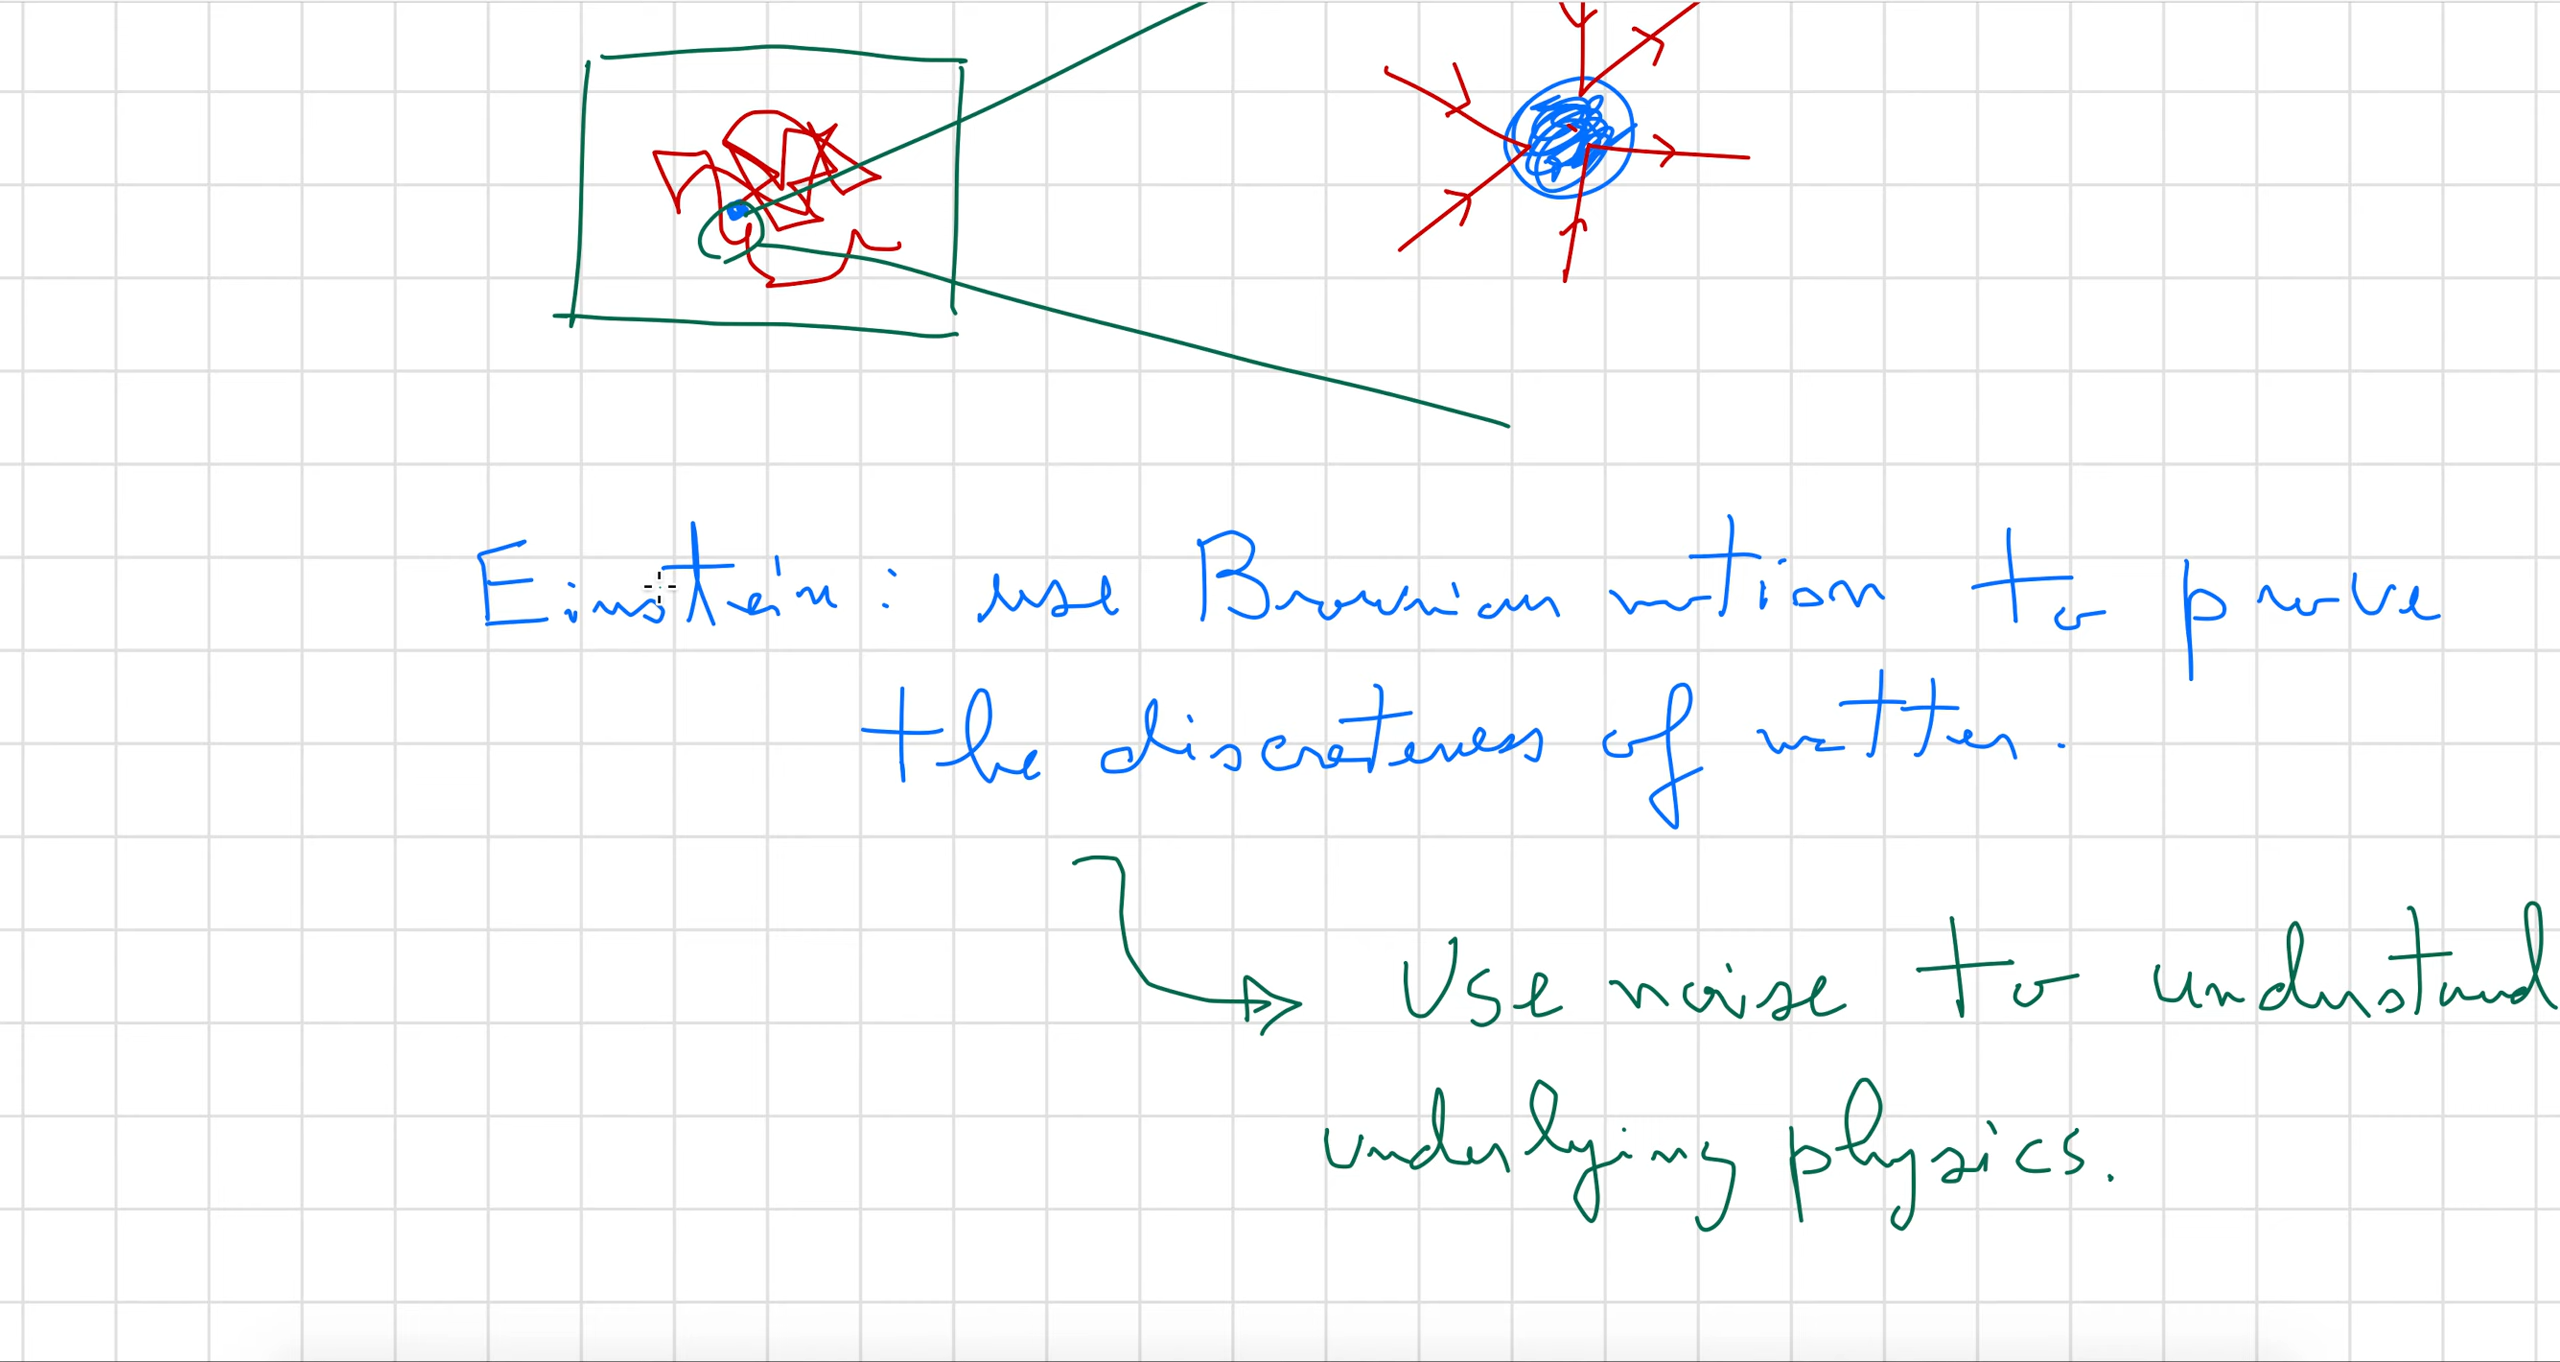 Einstein: use Brownian motion to prove
the discreteness of matter.
Use noise to understand
underlying physics.